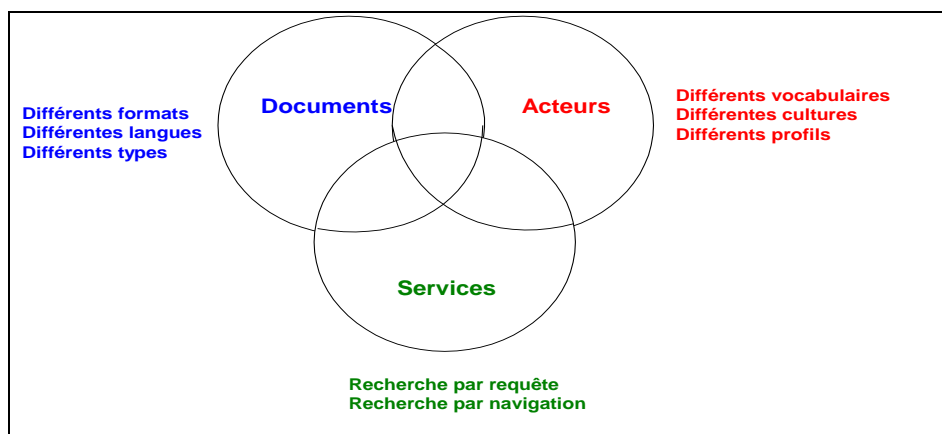 Documents
Acteurs
Différents formats
Différentes langues
Différents types
Différents vocabulaires
Différentes cultures
Différents profils
Services
Recherche par requête
Recherche par navigation